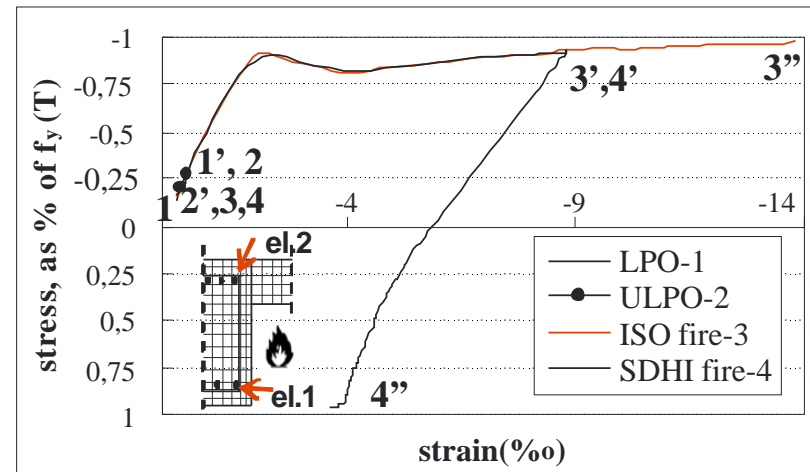 stress, as % of fy (T)
-1
-0,75
-0,5
-0,25
0
0,25
0,5
0,75
1
-4
-9
-14
1', 2
1 2',3,4
3',4'
3”
4”
el.2
el.1
LPO-1
ULPO-2
ISO fire-3
SDHI fire-4
strain(%o)